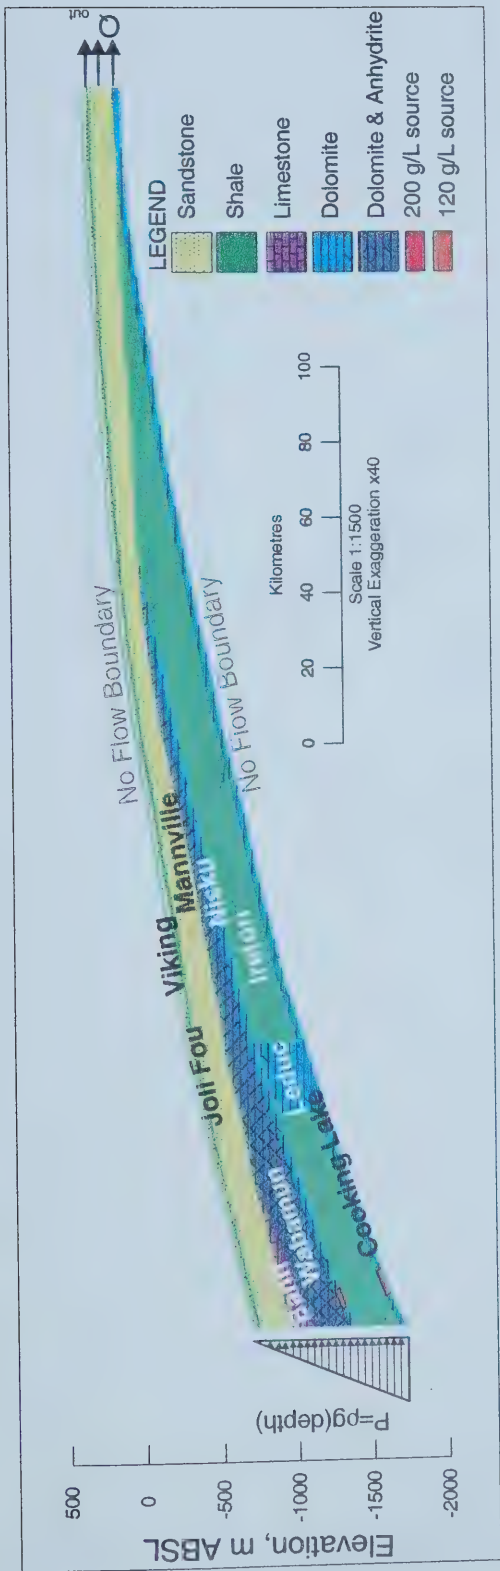 Elevation, m ABSL
500
0
-500
-1000
-1500
-2000
P=ρg(depth)
Joli Fou
Viking
Mannville
No Flow Boundary
Wabamun
Nisku
Leduc
Ireton
Cooking Lake
No Flow Boundary
Q out
Kilometres
0 20 40 60 80 100
Scale 1:1500
Vertical Exaggeration x40
LEGEND
Sandstone
Shale
Limestone
Dolomite
Dolomite & Anhydrite
200 g/L source
120 g/L source